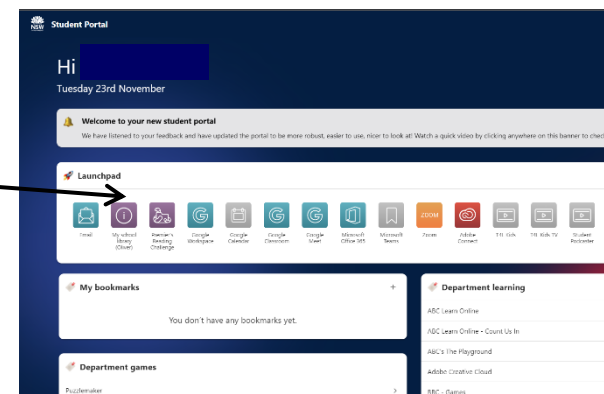 NSW
Student Portal
Hi
Tuesday 23rd November
Welcome to your new student portal
We have listened to your feedback and have updated the portal to be more robust, easier to use, nicer to look at! Watch a quick video by clicking anywhere on this banner to chec
Launchpad
Email
My school library (Oliver)
Premier's Reading Challenge
Google Workspace
Google Calendar
Google Classroom
Google Meet
Microsoft Office 365
Microsoft Teams
ZOOM
Zoom
Adobe Connect
Kids
Kids TV
Student Podcaster
My bookmarks
+
You don't have any bookmarks yet.
Department learning
ABC Learn Online
ABC Learn Online - Count Us In
ABC's The Playground
Adobe Creative Cloud
BBC - Games
Department games
Puzzlemaker